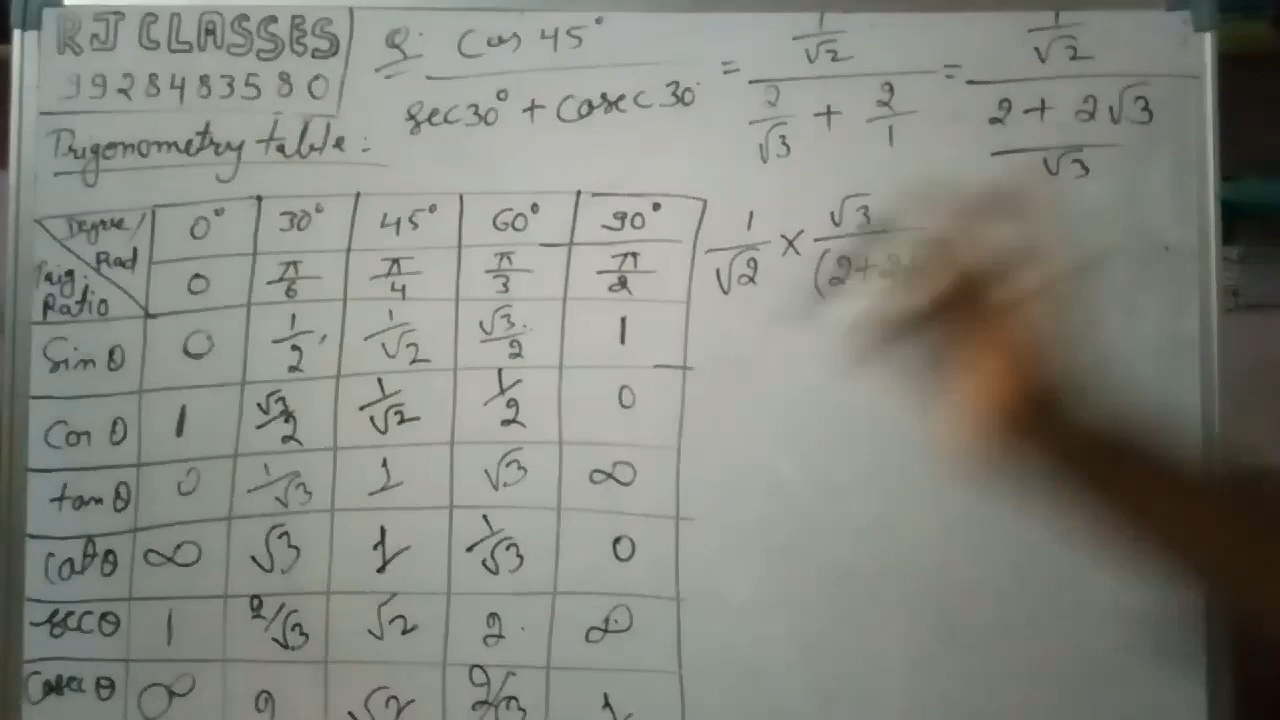 RJ CLASSES
9928483580
Trigonometry table :
Q: Cos 45° / sec30° + Cosec 30° = 1/√2 / 2/√3 + 2/1 = 1/√2 / 2 + 2√3 / √3
1/√2 × √3 / (2+2
Degree/Rad Trig. Ratio 0° 30° 45° 60° 90°
0 π/6 π/4 π/3 π/2
Sin θ 0 1/2 1/√2 √3/2 1
Cos θ 1 √3/2 1/√2 1/2 0
tan θ 0 1/√3 1 √3 ∞
Cot θ ∞ √3 1 1/√3 0
sec θ 1 2/√3 √2 2 ∞
Cosec θ ∞ 2 √2 2/√3 1